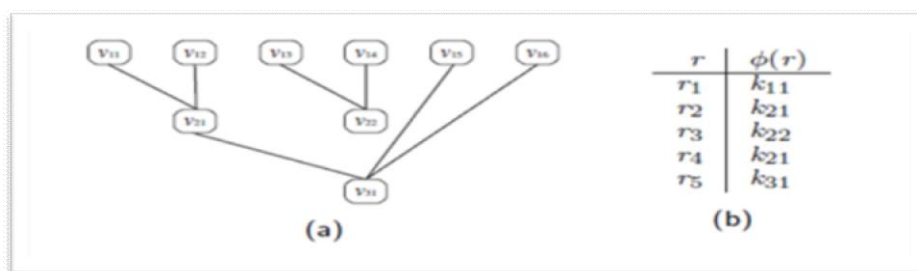 v11 v12 v13 v14 v15 v16
v21 v22
v31
(a)
r ϕ(r)
r1 k11
r2 k21
r3 k22
r4 k21
r5 k31
(b)